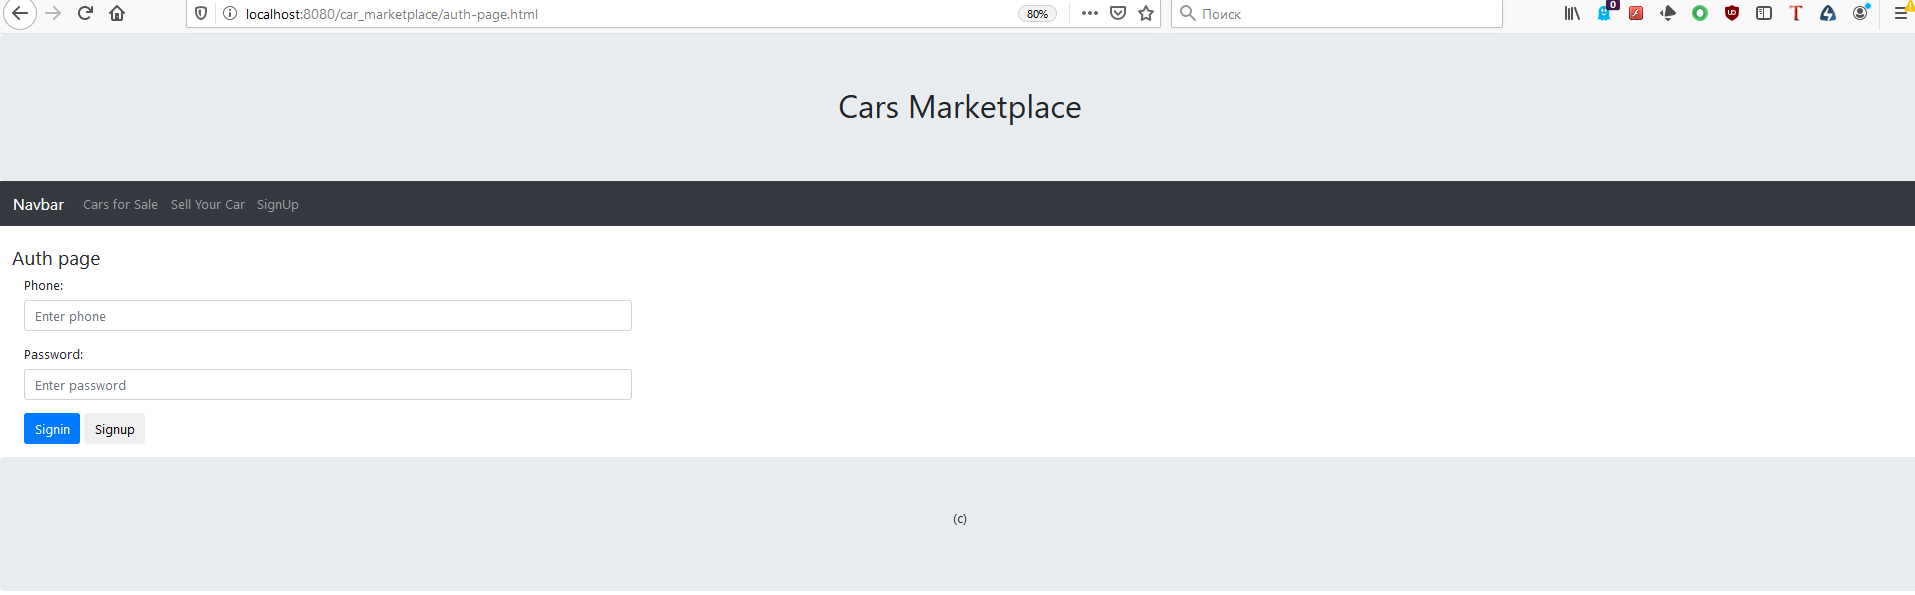 localhost:8080/car_marketplace/auth-page.html 80% Поиск 0
Cars Marketplace
Navbar Cars for Sale Sell Your Car SignUp
Auth page
Phone:
Enter phone
Password:
Enter password
Signin Signup
(c)